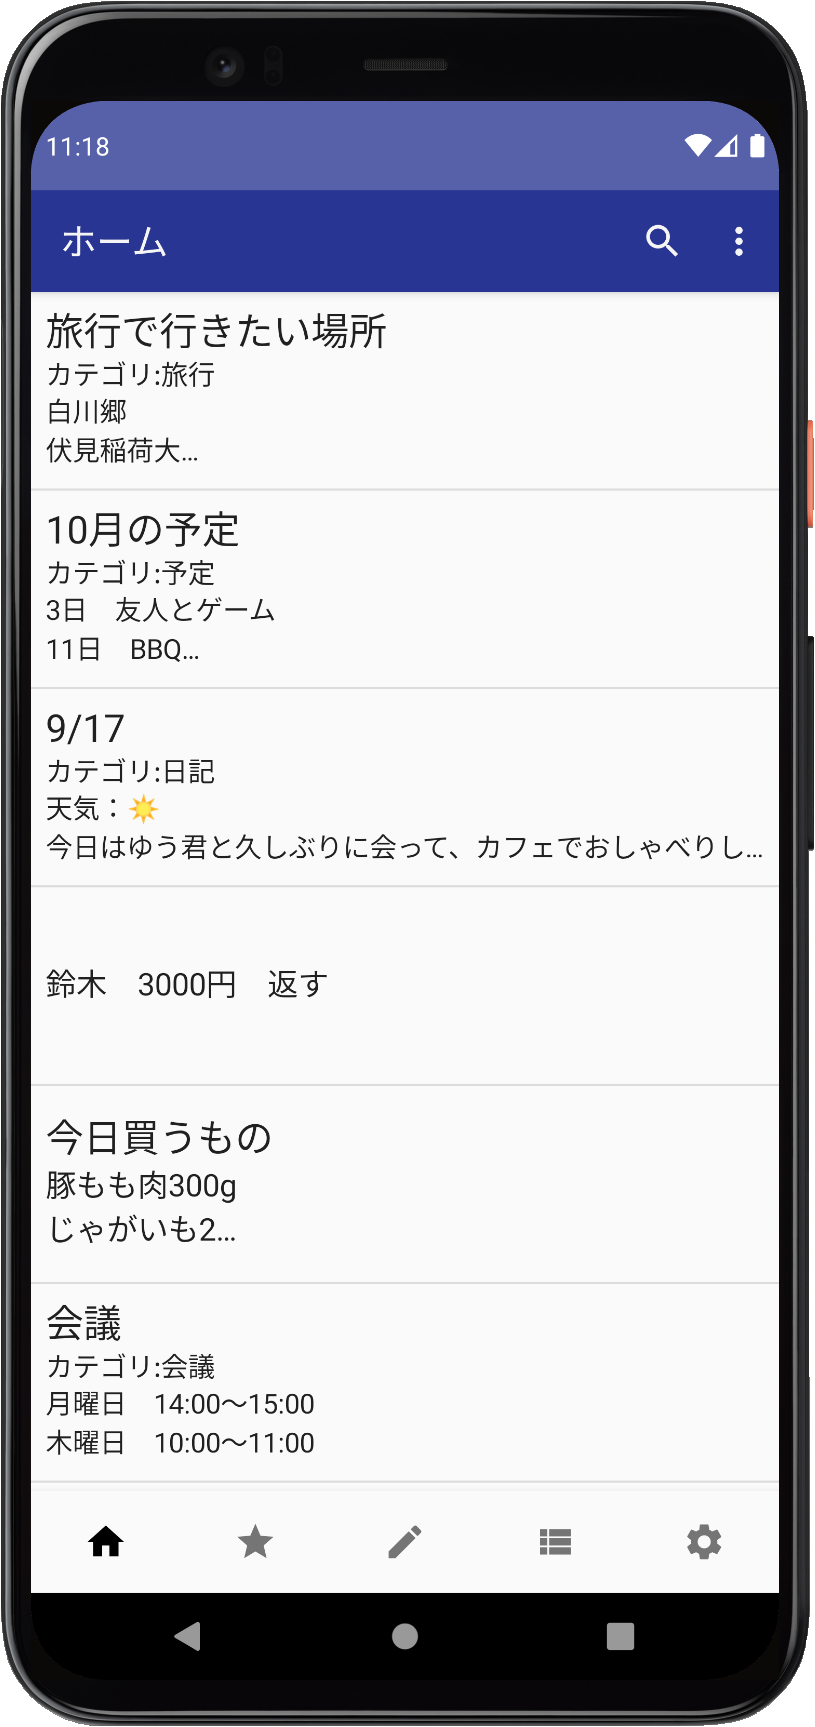 11:18
ホーム
旅行で行きたい場所
カテゴリ:旅行
白川郷
伏見稲荷大...
10月の予定
カテゴリ:予定
3日　友人とゲーム
11日　BBQ...
9/17
カテゴリ:日記
天気：☀️
今日はゆう君と久しぶりに会って、カフェでおしゃべりし...
鈴木　3000円　返す
今日買うもの
豚もも肉300g
じゃがいも2...
会議
カテゴリ:会議
月曜日　14:00〜15:00
木曜日　10:00〜11:00